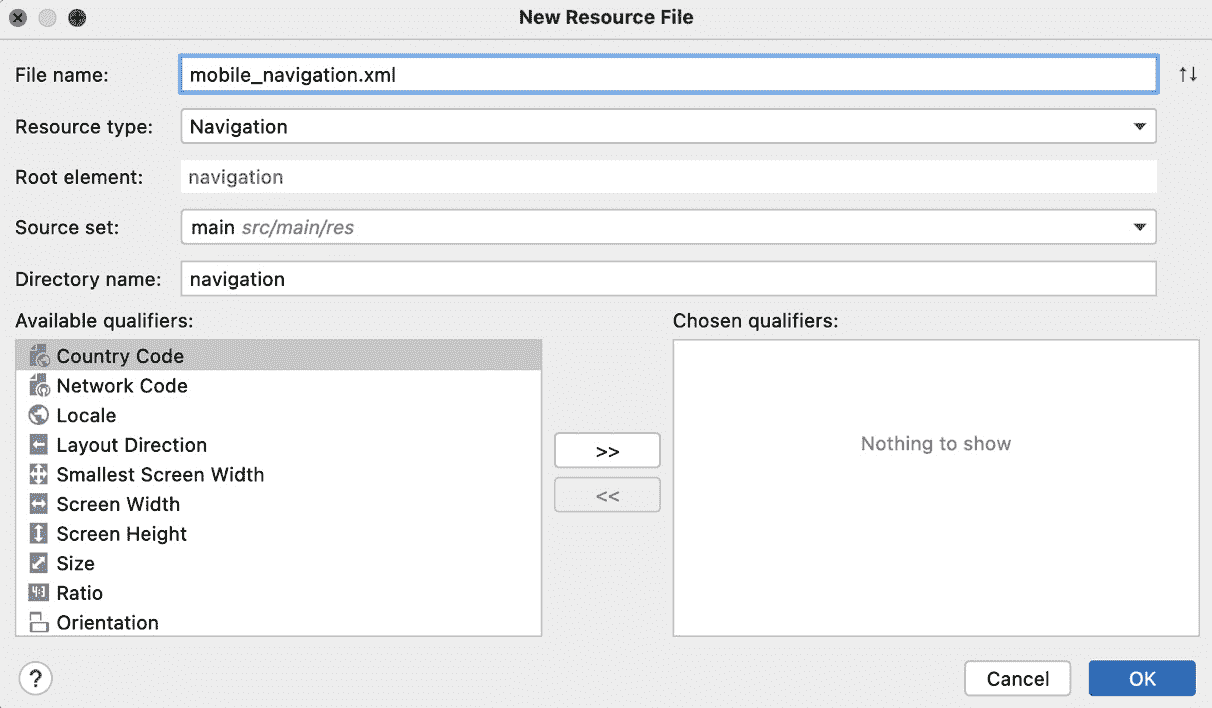 New Resource File
File name: mobile_navigation.xml
Resource type: Navigation
Root element: navigation
Source set: main src/main/res
Directory name: navigation
Available qualifiers:
Chosen qualifiers:
Country Code
Network Code
Locale
Layout Direction
Smallest Screen Width
Screen Width
Screen Height
Size
4:3 Ratio
Orientation
>>
<<
Nothing to show
?
Cancel
OK